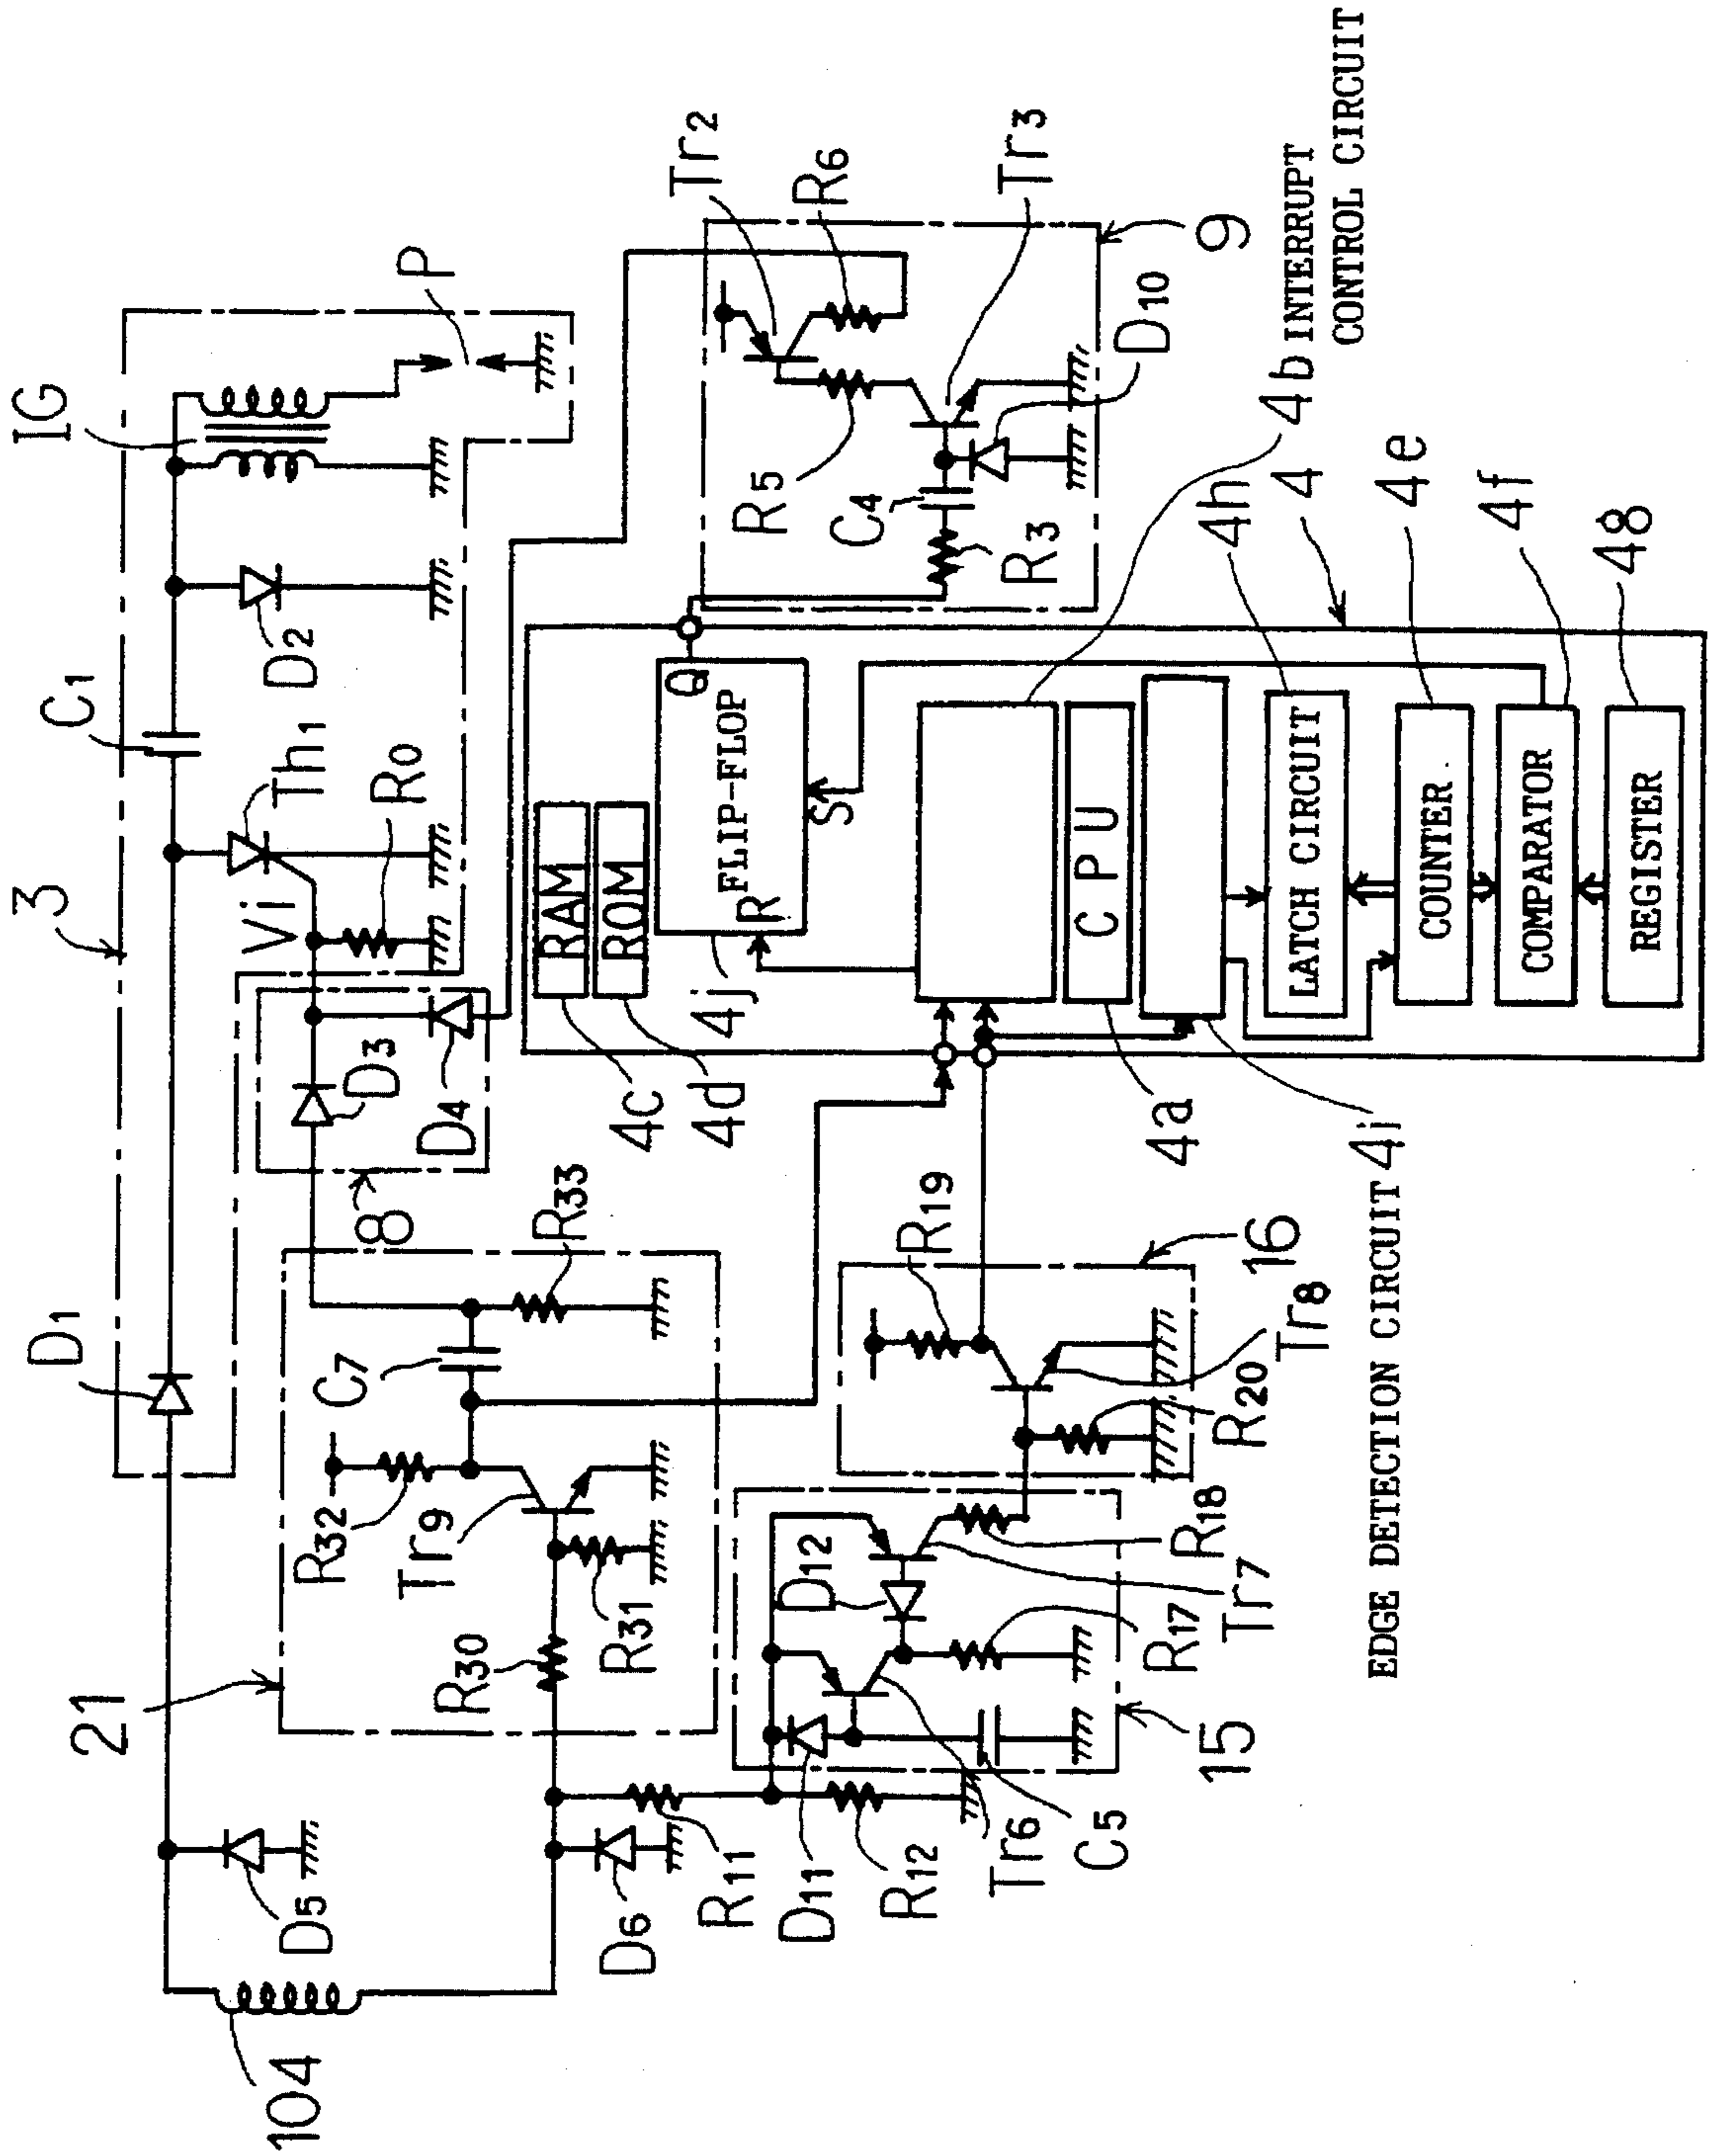 3
D1
C1
IG
P
Th1
D2
Vi
R0
104
D5
21
R32
C7
8
D3
D4
R33
Tr9
R30
R31
D6
R11
D11
R12
Tr6
C5
15
D12
R17
Tr7
R18
R19
16
R20
Tr8
RAM
ROM
4c
4d
4j
FLIP-FLOP
R
S
Q
C P U
4a
LATCH CIRCUIT
COUNTER
COMPARATOR
REGISTER
EDGE DETECTION CIRCUIT 4j
4b INTERRUPT
CONTROL CIRCUIT
4h
4
4e
4f
48
Tr2
R6
Tr3
R5
C4
R3
D10
9